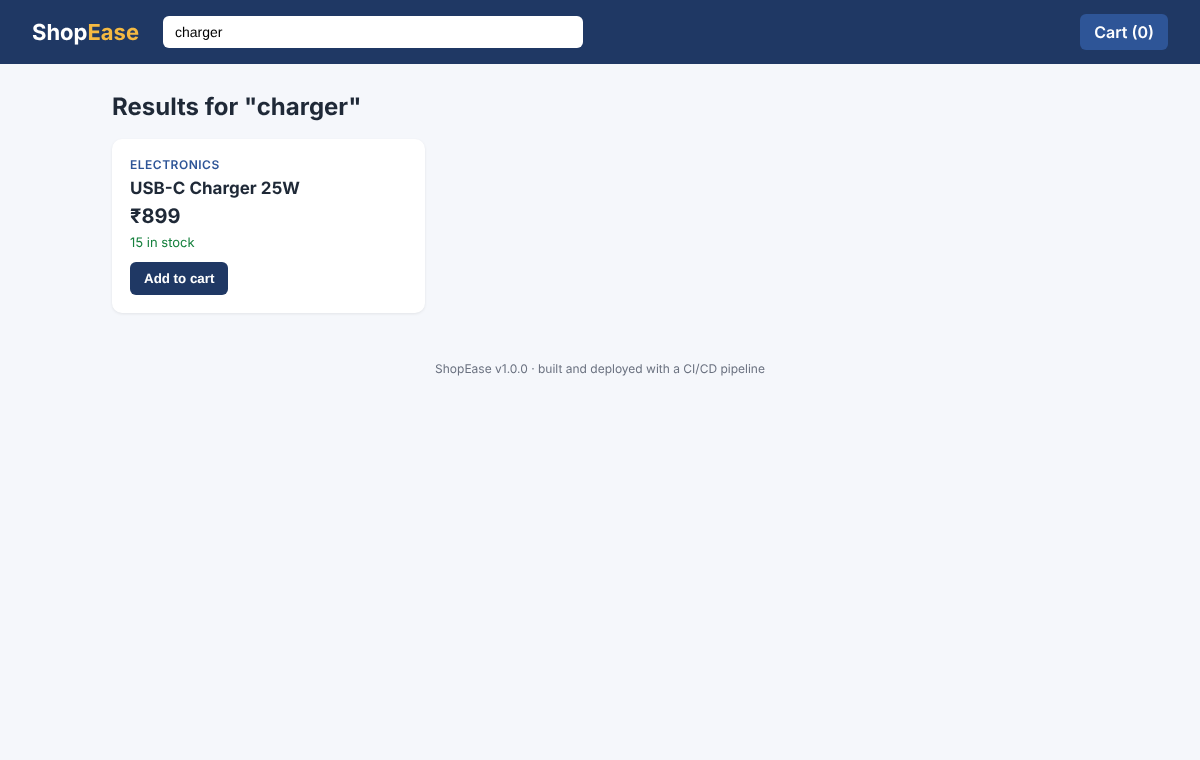 ShopEase
charger
Cart (0)
Results for "charger"
ELECTRONICS
USB-C Charger 25W
₹899
15 in stock
Add to cart
ShopEase v1.0.0 · built and deployed with a CI/CD pipeline